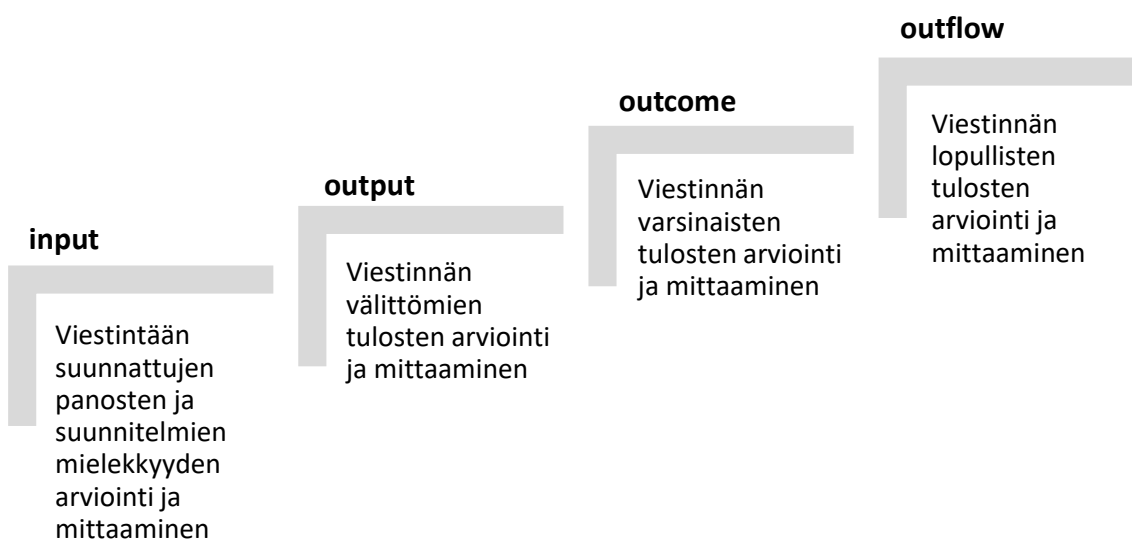 input
Viestintään
suunnattujen
panosten ja
suunnitelmien
mielekkyyden
arviointi ja
mittaaminen
output
Viestinnän
välittömien
tulosten arviointi
ja mittaaminen
outcome
Viestinnän
varsinaisten
tulosten arviointi
ja mittaaminen
outflow
Viestinnän
lopullisten
tulosten
arviointi ja
mittaaminen